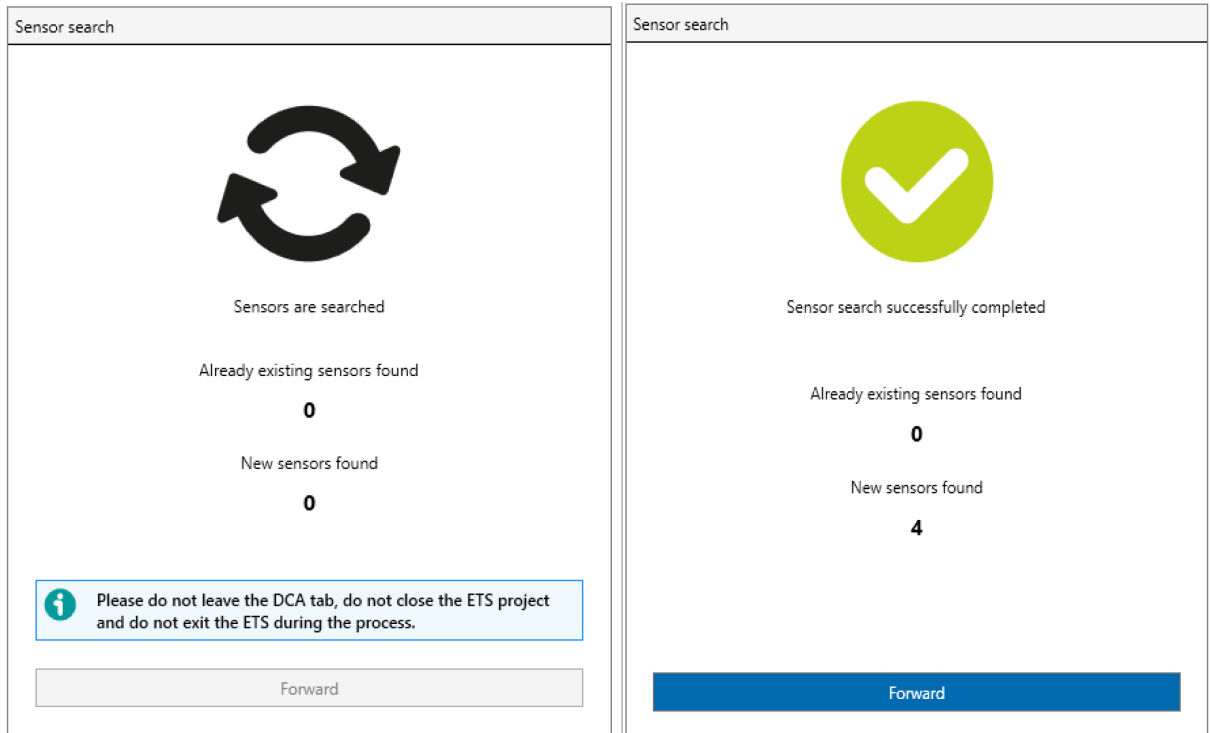 Sensor search
Sensors are searched
Already existing sensors found
0
New sensors found
0
Please do not leave the DCA tab, do not close the ETS project
and do not exit the ETS during the process.
Forward
Sensor search
Sensor search successfully completed
Already existing sensors found
0
New sensors found
4
Forward